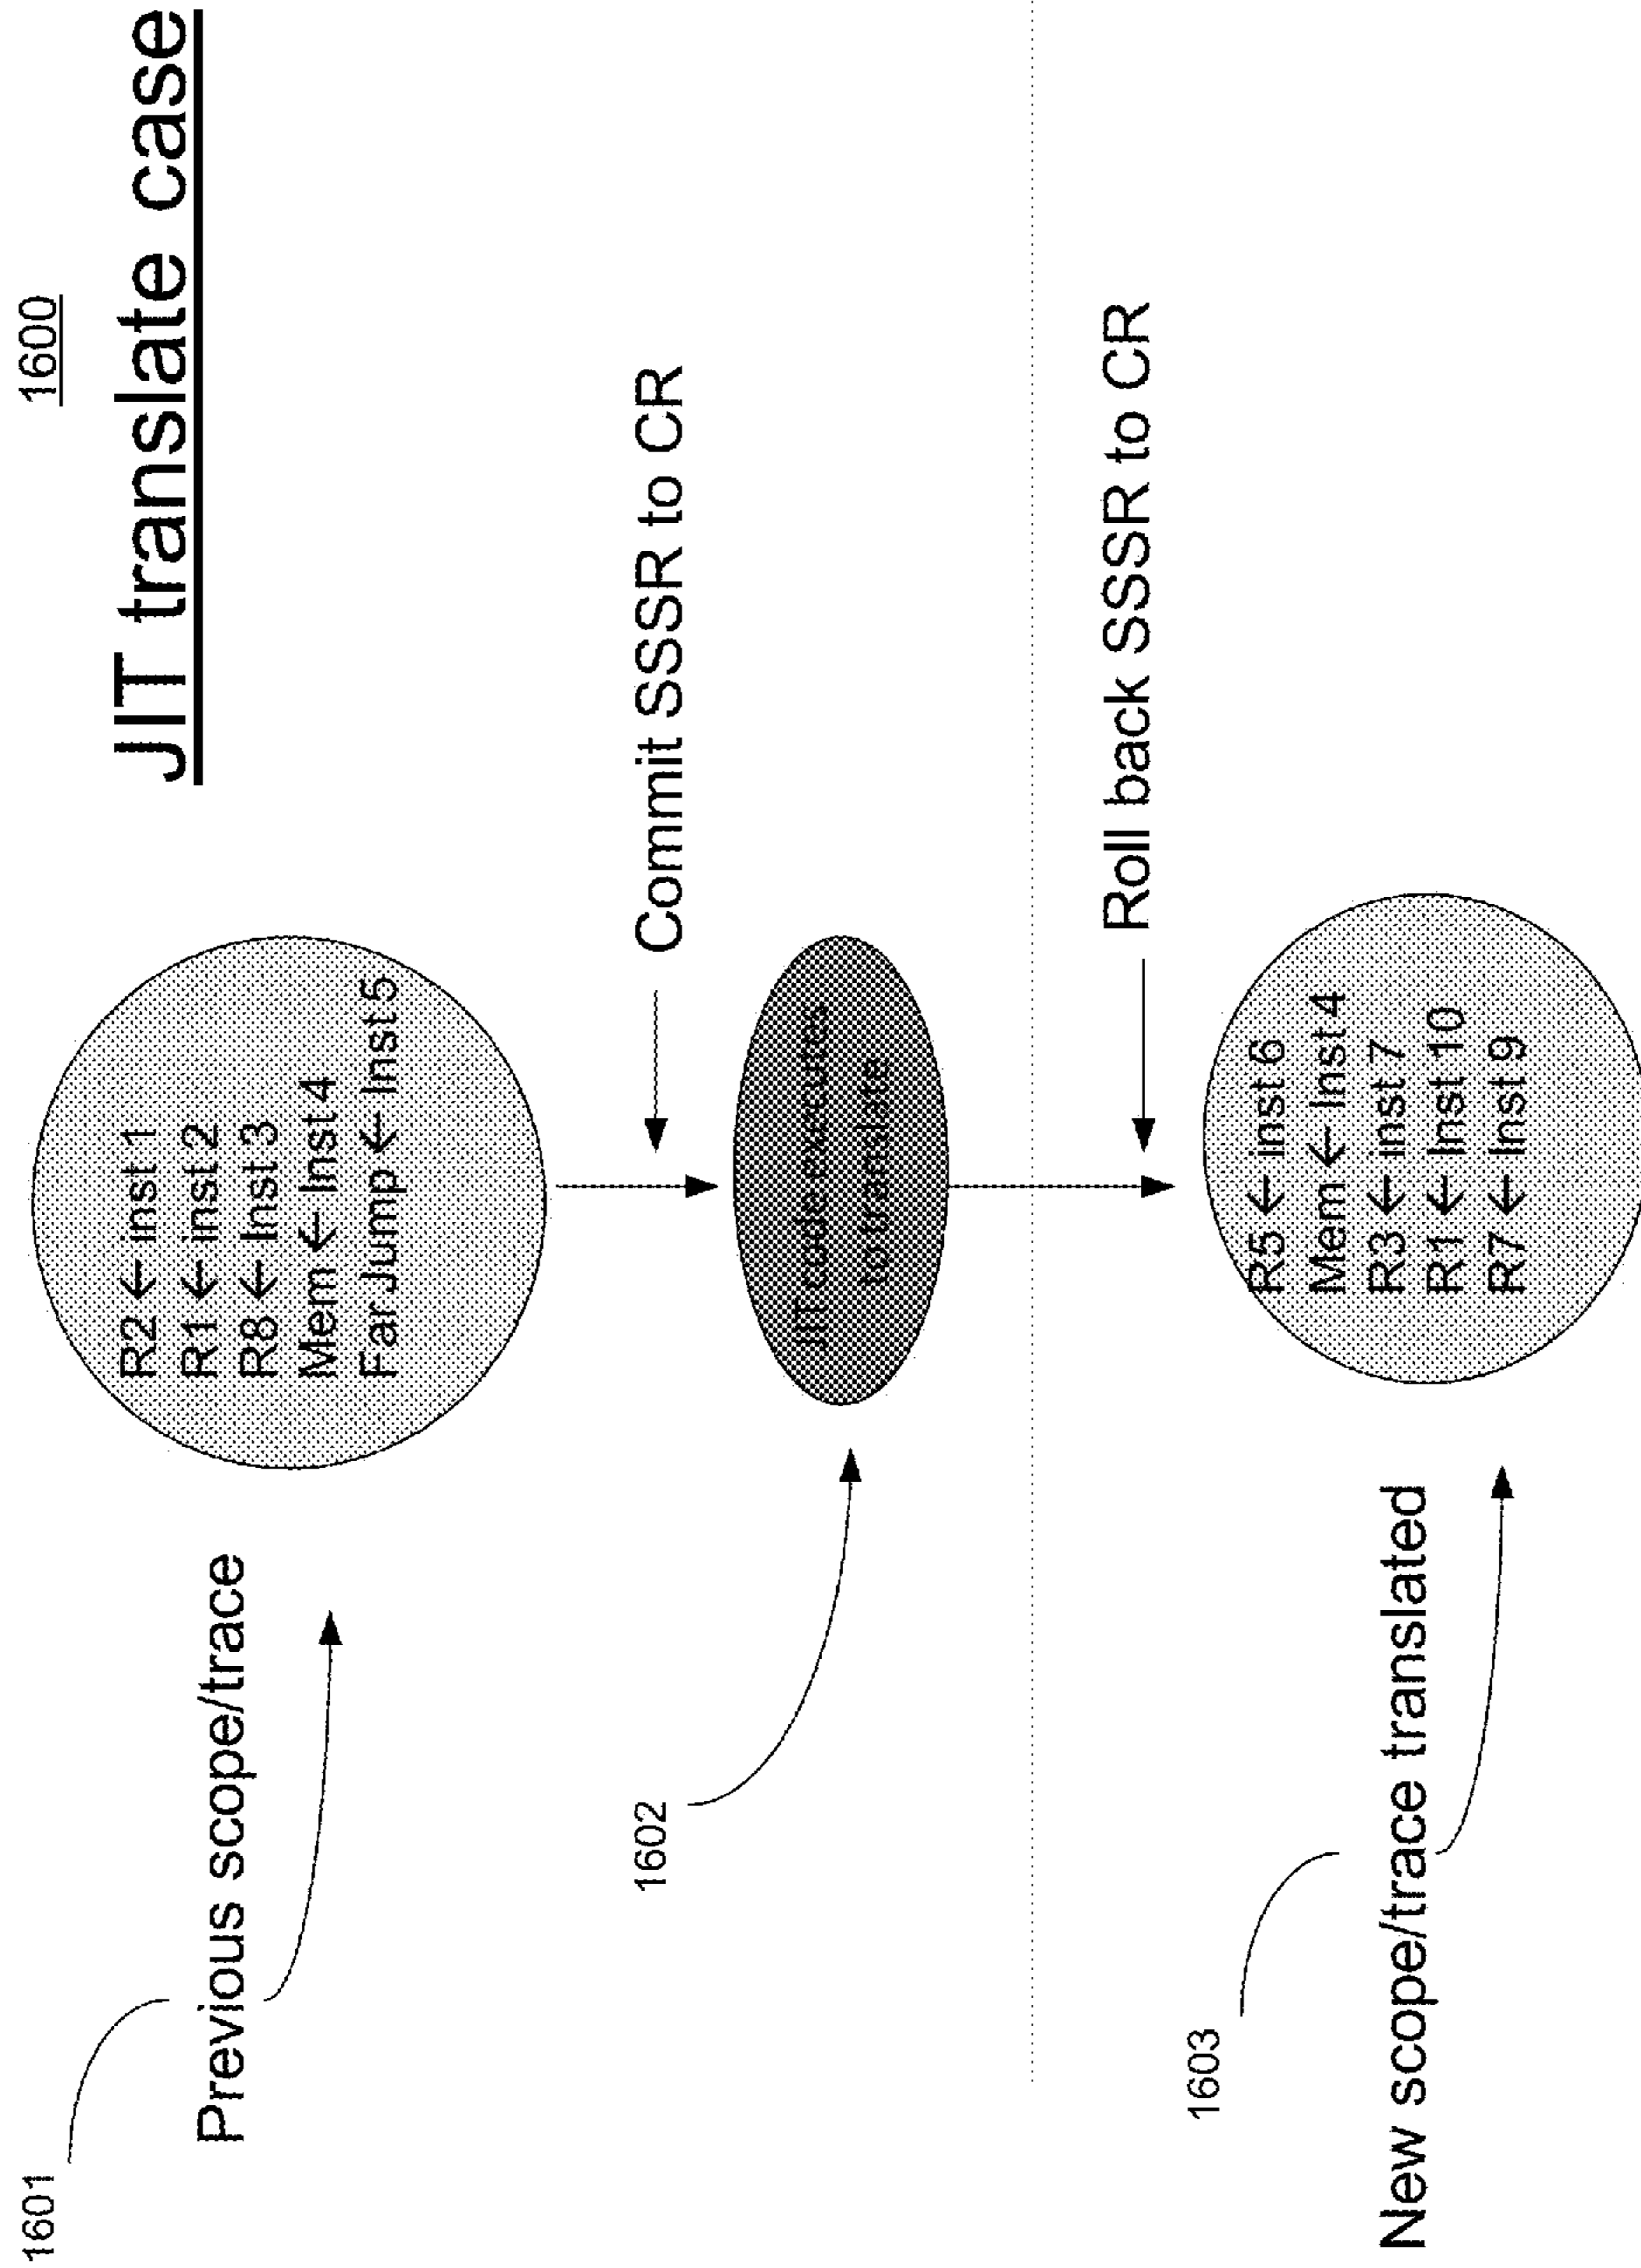 1600
JIT translate case
1601
Previous scope/trace
R2 ← inst 1
R1 ← inst 2
R8 ← Inst 3
Mem ← Inst 4
Far Jump ← Inst 5
Commit SSSR to CR
1602
JIT code executes
to translate
Roll back SSSR to CR
1603
New scope/trace translated
R5 ← inst 6
Mem ← Inst 4
R3 ← inst 7
R1 ← Inst 10
R7 ← Inst 9